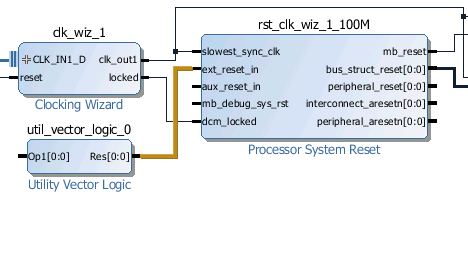 clk_wiz_1
CLK_IN1_D
reset
clk_out1
locked
Clocking Wizard
util_vector_logic_0
Op1[0:0]
Res[0:0]
Utility Vector Logic
rst_clk_wiz_1_100M
slowest_sync_clk
ext_reset_in
aux_reset_in
mb_debug_sys_rst
dcm_locked
mb_reset
bus_struct_reset[0:0]
peripheral_reset[0:0]
interconnect_aresetn[0:0]
peripheral_aresetn[0:0]
Processor System Reset